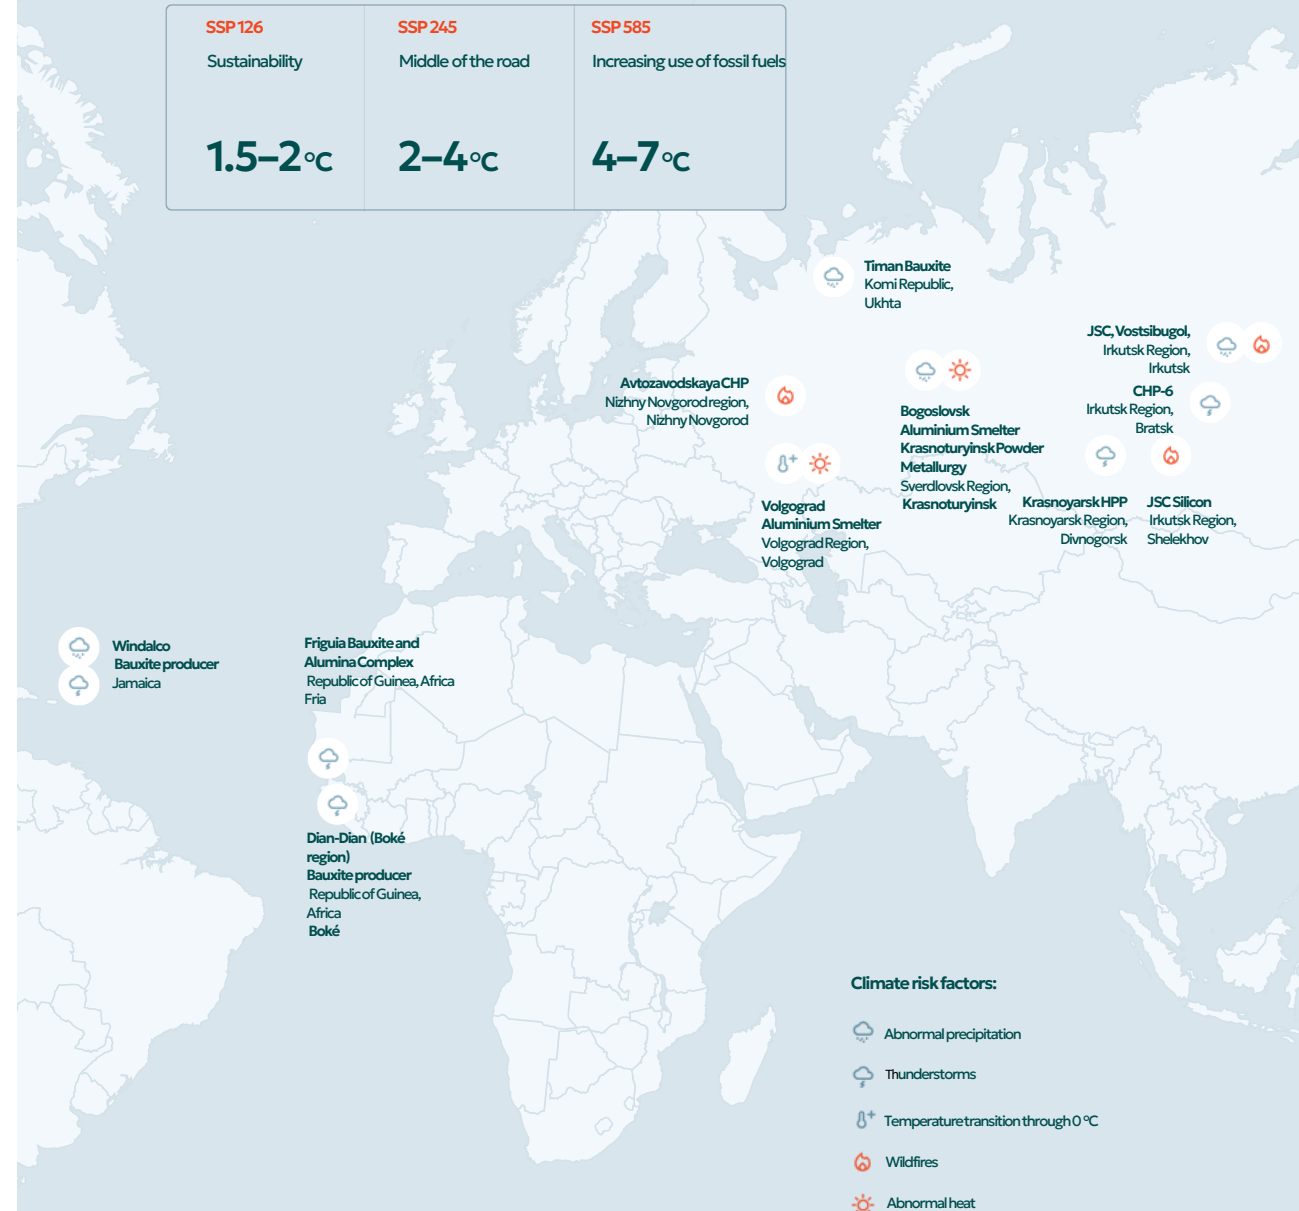 SSP 126
Sustainability
1.5–2 °C
SSP 245
Middle of the road
2–4 °C
SSP 585
Increasing use of fossil fuels
4–7 °C
Timan Bauxite
Komi Republic,
Ukhta
JSC, Vostsibugol,
Irkutsk Region,
Irkutsk
Avtozavodskaya CHP
Nizhny Novgorod region,
Nizhny Novgorod
CHP-6
Irkutsk Region,
Bratsk
Bogoslovsk
Aluminium Smelter
Krasnoturyinsk Powder
Metallurgy
Sverdlovsk Region,
Krasnoturyinsk
Krasnoyarsk HPP
Krasnoyarsk Region,
Divnogorsk
JSC Silicon
Irkutsk Region,
Shelekhov
Volgograd
Aluminium Smelter
Volgograd Region,
Volgograd
Windalco
Bauxite producer
Jamaica
Friguia Bauxite and
Alumina Complex
Republic of Guinea, Africa
Fria
Dian-Dian (Boké
region)
Bauxite producer
Republic of Guinea,
Africa
Boké
Climate risk factors:
Abnormal precipitation
Thunderstorms
Temperature transition through 0 °C
Wildfires
Abnormal heat